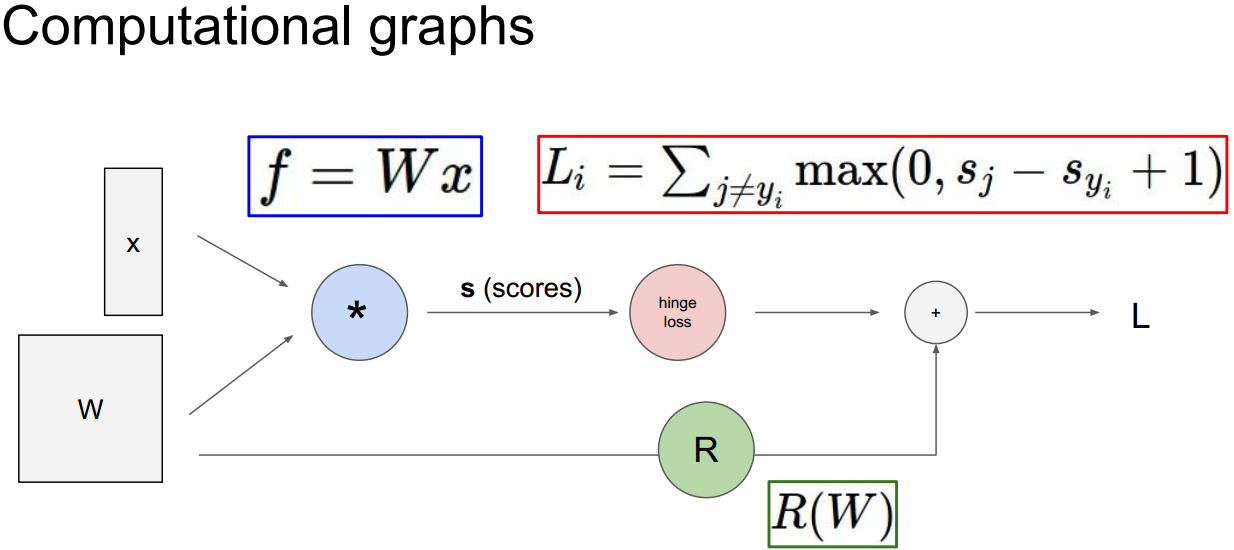 Computational graphs
f = Wx
L_i = ∑_{j≠y_i} max(0, s_j − s_{y_i} + 1)
x
*
s (scores)
hinge
loss
+
L
W
R
R(W)